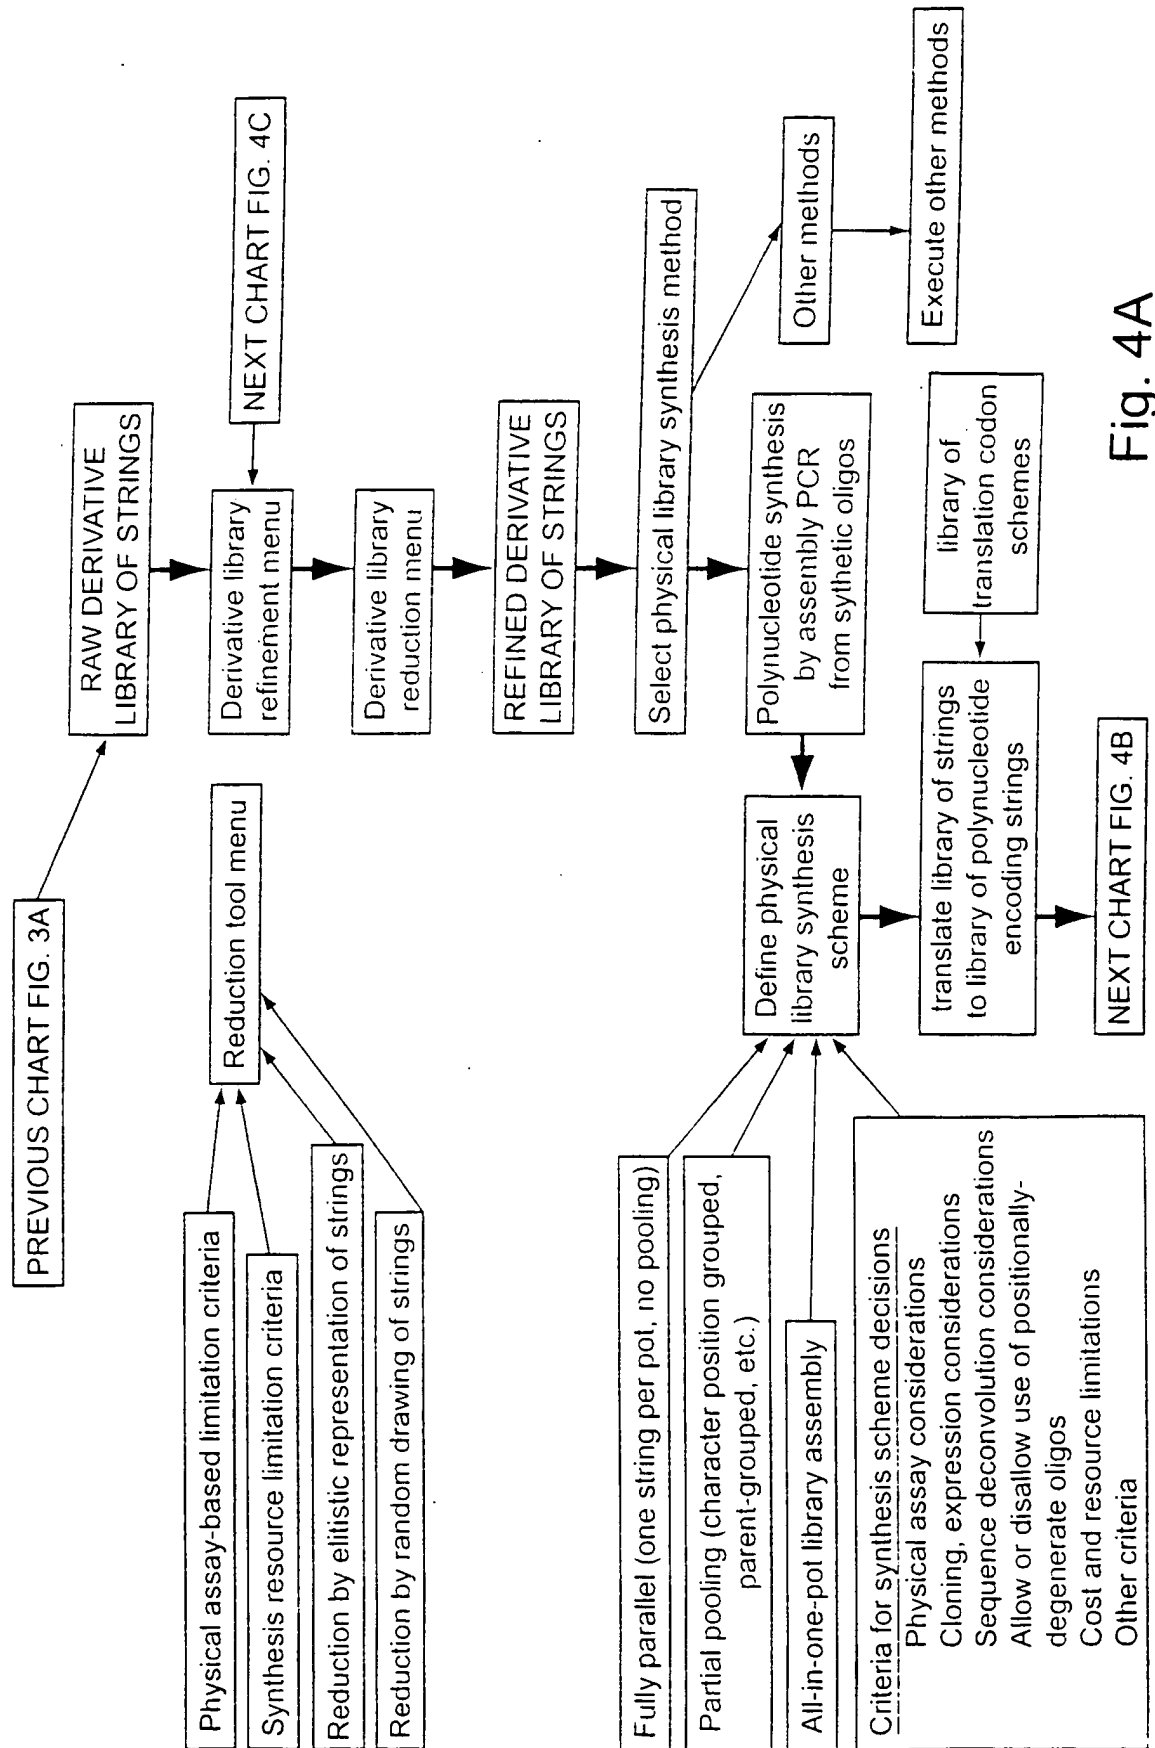 PREVIOUS CHART FIG. 3A
RAW DERIVATIVE
LIBRARY OF STRINGS
NEXT CHART FIG. 4C
Derivative library
refinement menu
Reduction tool menu
Physical assay-based limitation criteria
Synthesis resource limitation criteria
Reduction by elitistic representation of strings
Reduction by random drawing of strings
Derivative library
reduction menu
REFINED DERIVATIVE
LIBRARY OF STRINGS
Select physical library synthesis method
Other methods
Execute other methods
Polynucleotide synthesis
by assembly PCR
from sythetic oligos
Fully parallel (one string per pot, no pooling)
Partial pooling (character position grouped,
parent-grouped, etc.)
All-in-one-pot library assembly
Define physical
library synthesis
scheme
Criteria for synthesis scheme decisions
Physical assay considerations
Cloning, expression considerations
Sequence deconvolution considerations
Allow or disallow use of positionally-
degenerate oligos
Cost and resource limitations
Other criteria
translate library of strings
to library of polynucleotide
encoding strings
library of
translation codon
schemes
NEXT CHART FIG. 4B
Fig. 4A